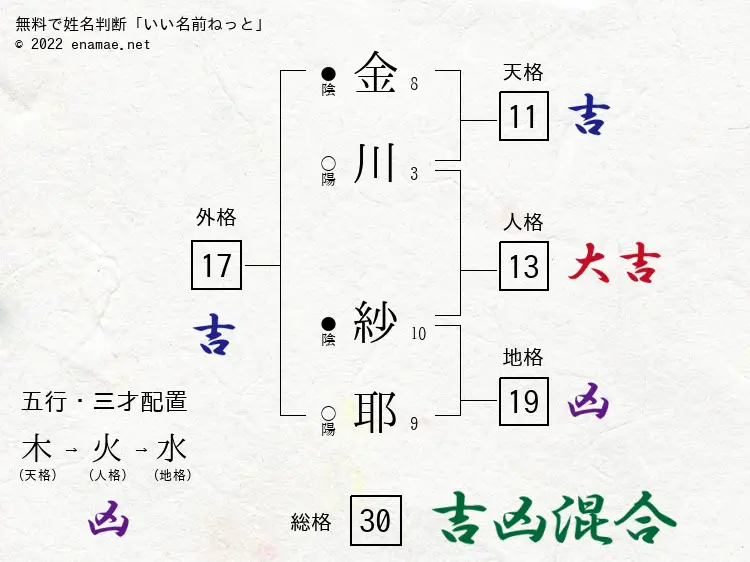 無料で姓名判断「いい名前ねっと」
© 2022 enamae.net
●陰 金 8
○陽 川 3
●陰 紗 10
○陽 耶 9
天格
11 吉
人格
13 大吉
地格
19 凶
外格
17
吉
五行・三才配置
木 → 火 → 水
(天格) (人格) (地格)
凶
総格 30 吉凶混合